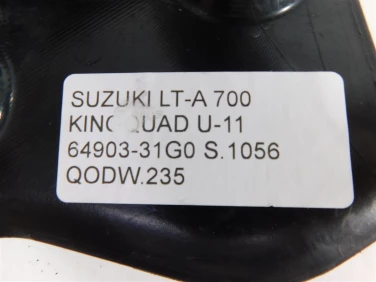 SUZUKI LT-A 700
KING QUAD U-11
64903-31G0 S.1056
QODW.235